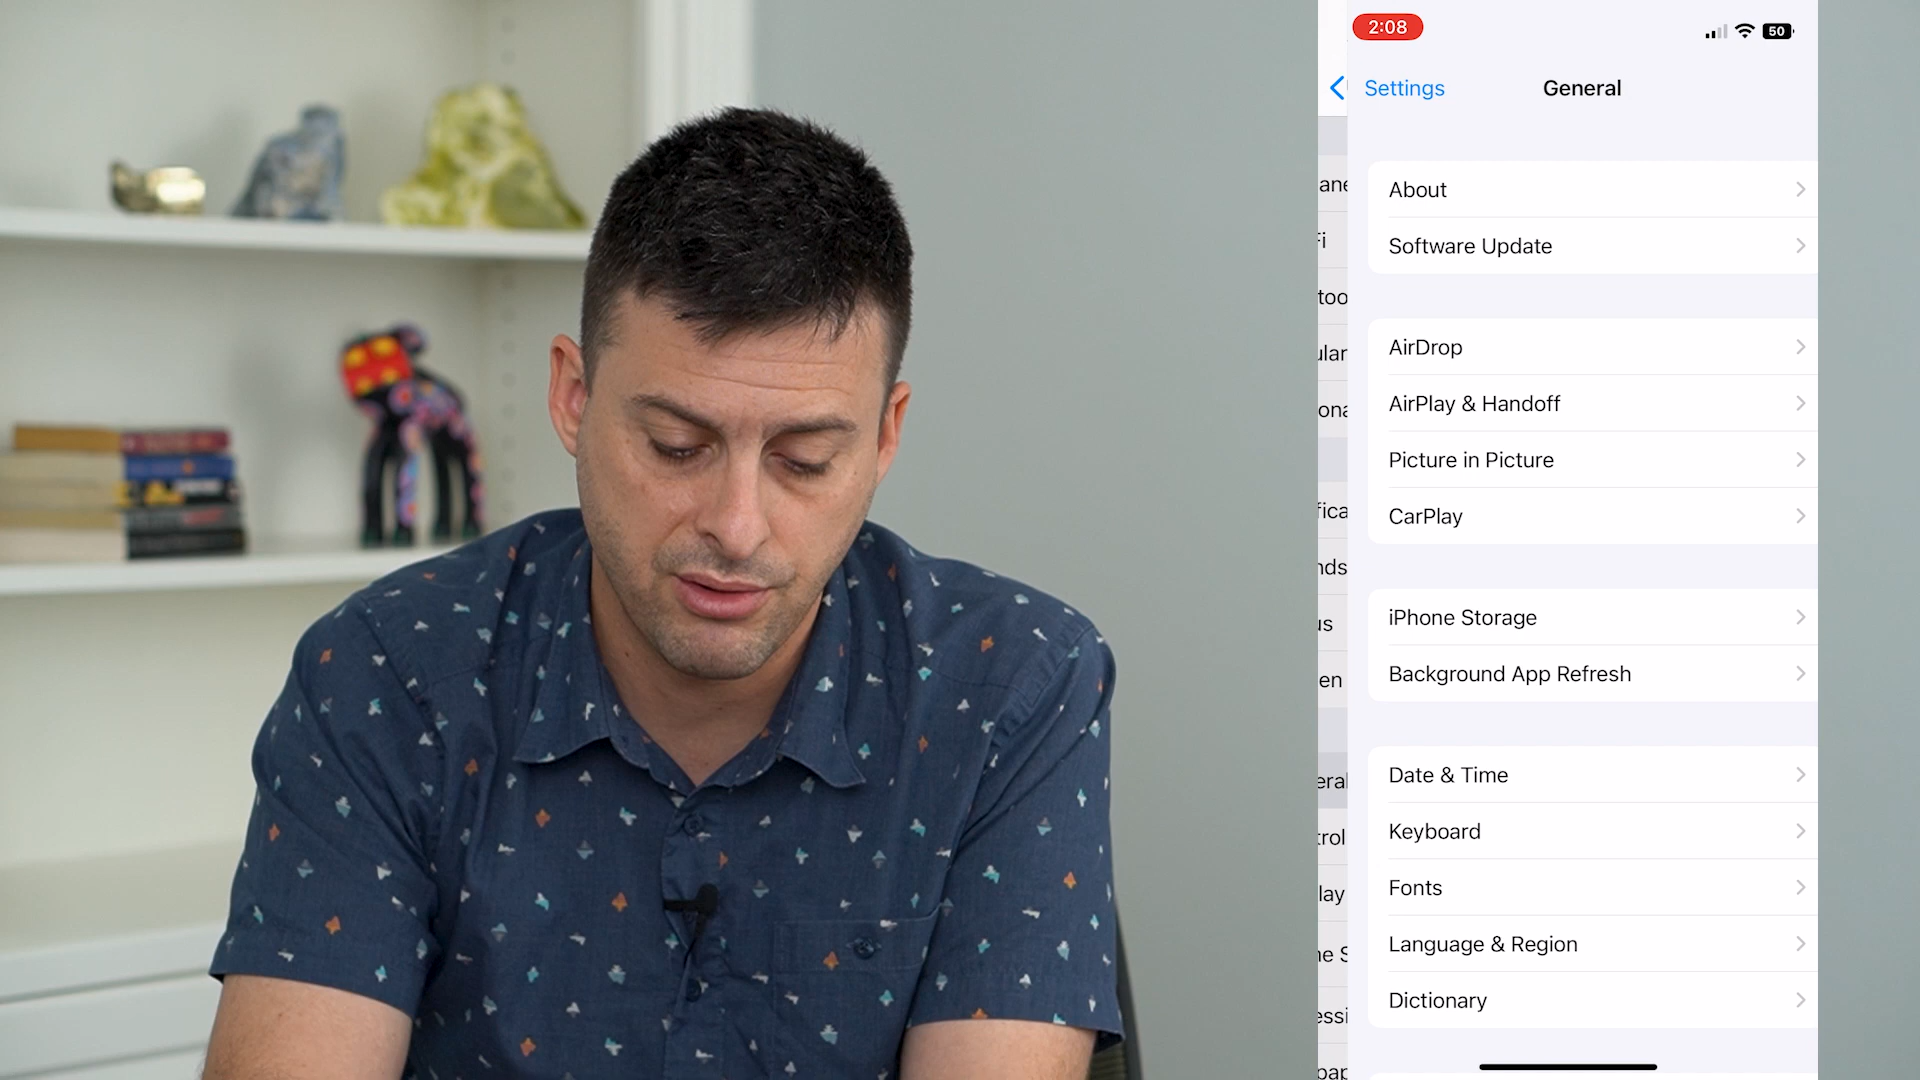 2:08
50
Settings
General
About
Software Update
AirDrop
AirPlay & Handoff
Picture in Picture
CarPlay
iPhone Storage
Background App Refresh
Date & Time
Keyboard
Fonts
Language & Region
Dictionary